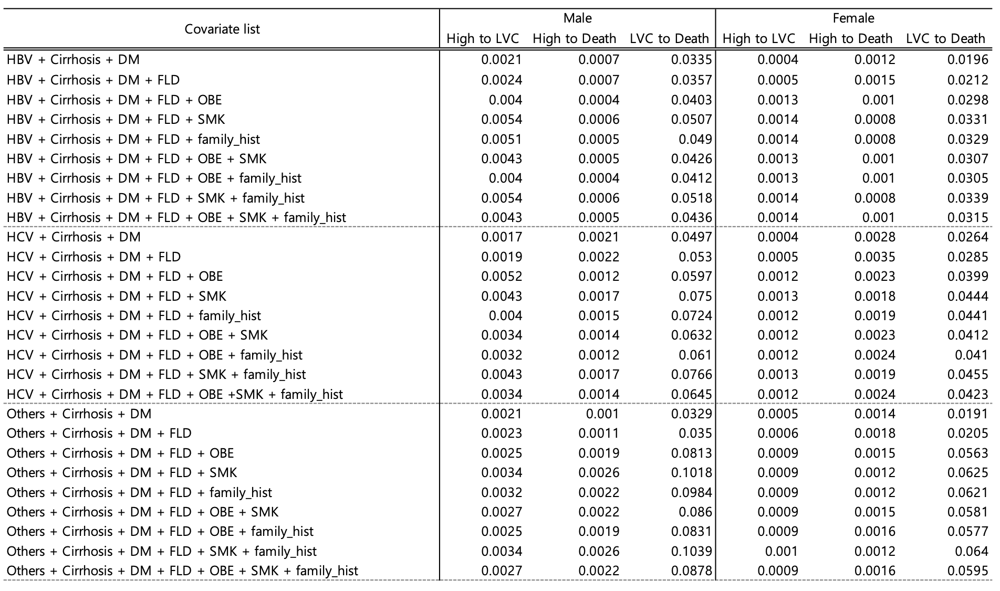 Covariate list Male Female
High to LVC High to Death LVC to Death High to LVC High to Death LVC to Death
HBV + Cirrhosis + DM 0.0021 0.0007 0.0335 0.0004 0.0012 0.0196
HBV + Cirrhosis + DM + FLD 0.0024 0.0007 0.0357 0.0005 0.0015 0.0212
HBV + Cirrhosis + DM + FLD + OBE 0.004 0.0004 0.0403 0.0013 0.001 0.0298
HBV + Cirrhosis + DM + FLD + SMK 0.0054 0.0006 0.0507 0.0014 0.0008 0.0331
HBV + Cirrhosis + DM + FLD + family_hist 0.0051 0.0005 0.049 0.0014 0.0008 0.0329
HBV + Cirrhosis + DM + FLD + OBE + SMK 0.0043 0.0005 0.0426 0.0013 0.001 0.0307
HBV + Cirrhosis + DM + FLD + OBE + family_hist 0.004 0.0004 0.0412 0.0013 0.001 0.0305
HBV + Cirrhosis + DM + FLD + SMK + family_hist 0.0054 0.0006 0.0518 0.0014 0.0008 0.0339
HBV + Cirrhosis + DM + FLD + OBE + SMK + family_hist 0.0043 0.0005 0.0436 0.0014 0.001 0.0315
HCV + Cirrhosis + DM 0.0017 0.0021 0.0497 0.0004 0.0028 0.0264
HCV + Cirrhosis + DM + FLD 0.0019 0.0022 0.053 0.0005 0.0035 0.0285
HCV + Cirrhosis + DM + FLD + OBE 0.0052 0.0012 0.0597 0.0012 0.0023 0.0399
HCV + Cirrhosis + DM + FLD + SMK 0.0043 0.0017 0.075 0.0013 0.0018 0.0444
HCV + Cirrhosis + DM + FLD + family_hist 0.004 0.0015 0.0724 0.0012 0.0019 0.0441
HCV + Cirrhosis + DM + FLD + OBE + SMK 0.0034 0.0014 0.0632 0.0012 0.0023 0.0412
HCV + Cirrhosis + DM + FLD + OBE + family_hist 0.0032 0.0012 0.061 0.0012 0.0024 0.041
HCV + Cirrhosis + DM + FLD + SMK + family_hist 0.0043 0.0017 0.0766 0.0013 0.0019 0.0455
HCV + Cirrhosis + DM + FLD + OBE +SMK + family_hist 0.0034 0.0014 0.0645 0.0012 0.0024 0.0423
Others + Cirrhosis + DM 0.0021 0.001 0.0329 0.0005 0.0014 0.0191
Others + Cirrhosis + DM + FLD 0.0023 0.0011 0.035 0.0006 0.0018 0.0205
Others + Cirrhosis + DM + FLD + OBE 0.0025 0.0019 0.0813 0.0009 0.0015 0.0563
Others + Cirrhosis + DM + FLD + SMK 0.0034 0.0026 0.1018 0.0009 0.0012 0.0625
Others + Cirrhosis + DM + FLD + family_hist 0.0032 0.0022 0.0984 0.0009 0.0012 0.0621
Others + Cirrhosis + DM + FLD + OBE + SMK 0.0027 0.0022 0.086 0.0009 0.0015 0.0581
Others + Cirrhosis + DM + FLD + OBE + family_hist 0.0025 0.0019 0.0831 0.0009 0.0016 0.0577
Others + Cirrhosis + DM + FLD + SMK + family_hist 0.0034 0.0026 0.1039 0.001 0.0012 0.064
Others + Cirrhosis + DM + FLD + OBE + SMK + family_hist 0.0027 0.0022 0.0878 0.0009 0.0016 0.0595